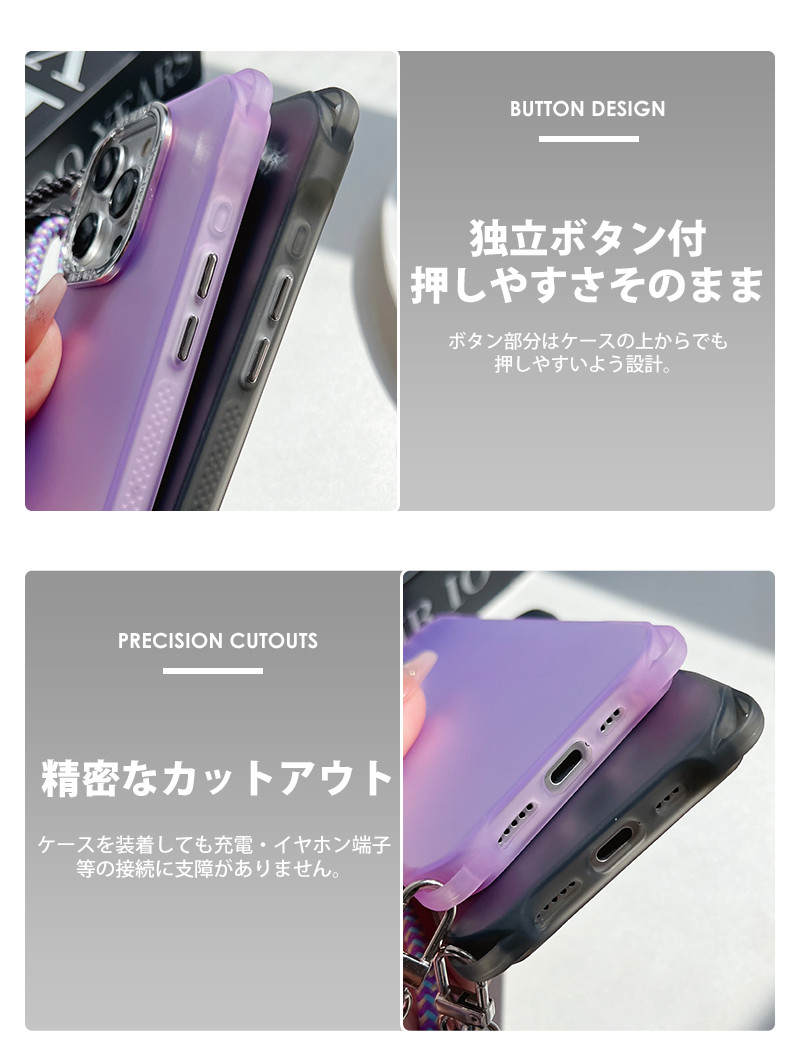 BUTTON DESIGN
独立ボタン付
押しやすさそのまま
ボタン部分はケースの上からでも
押しやすいよう設計。
PRECISION CUTOUTS
精密なカットアウト
ケースを装着しても充電・イヤホン端子
等の接続に支障がありません。